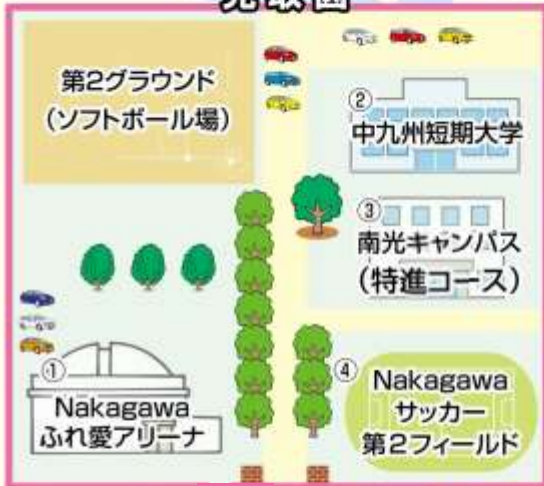 見取図
第2グラウンド
(ソフトボール場)
②
中九州短期大学
③
南光キャンパス
(特進コース)
①
Nakagawa
ふれ愛アリーナ
④
Nakagawa
サッカー
第2フィールド